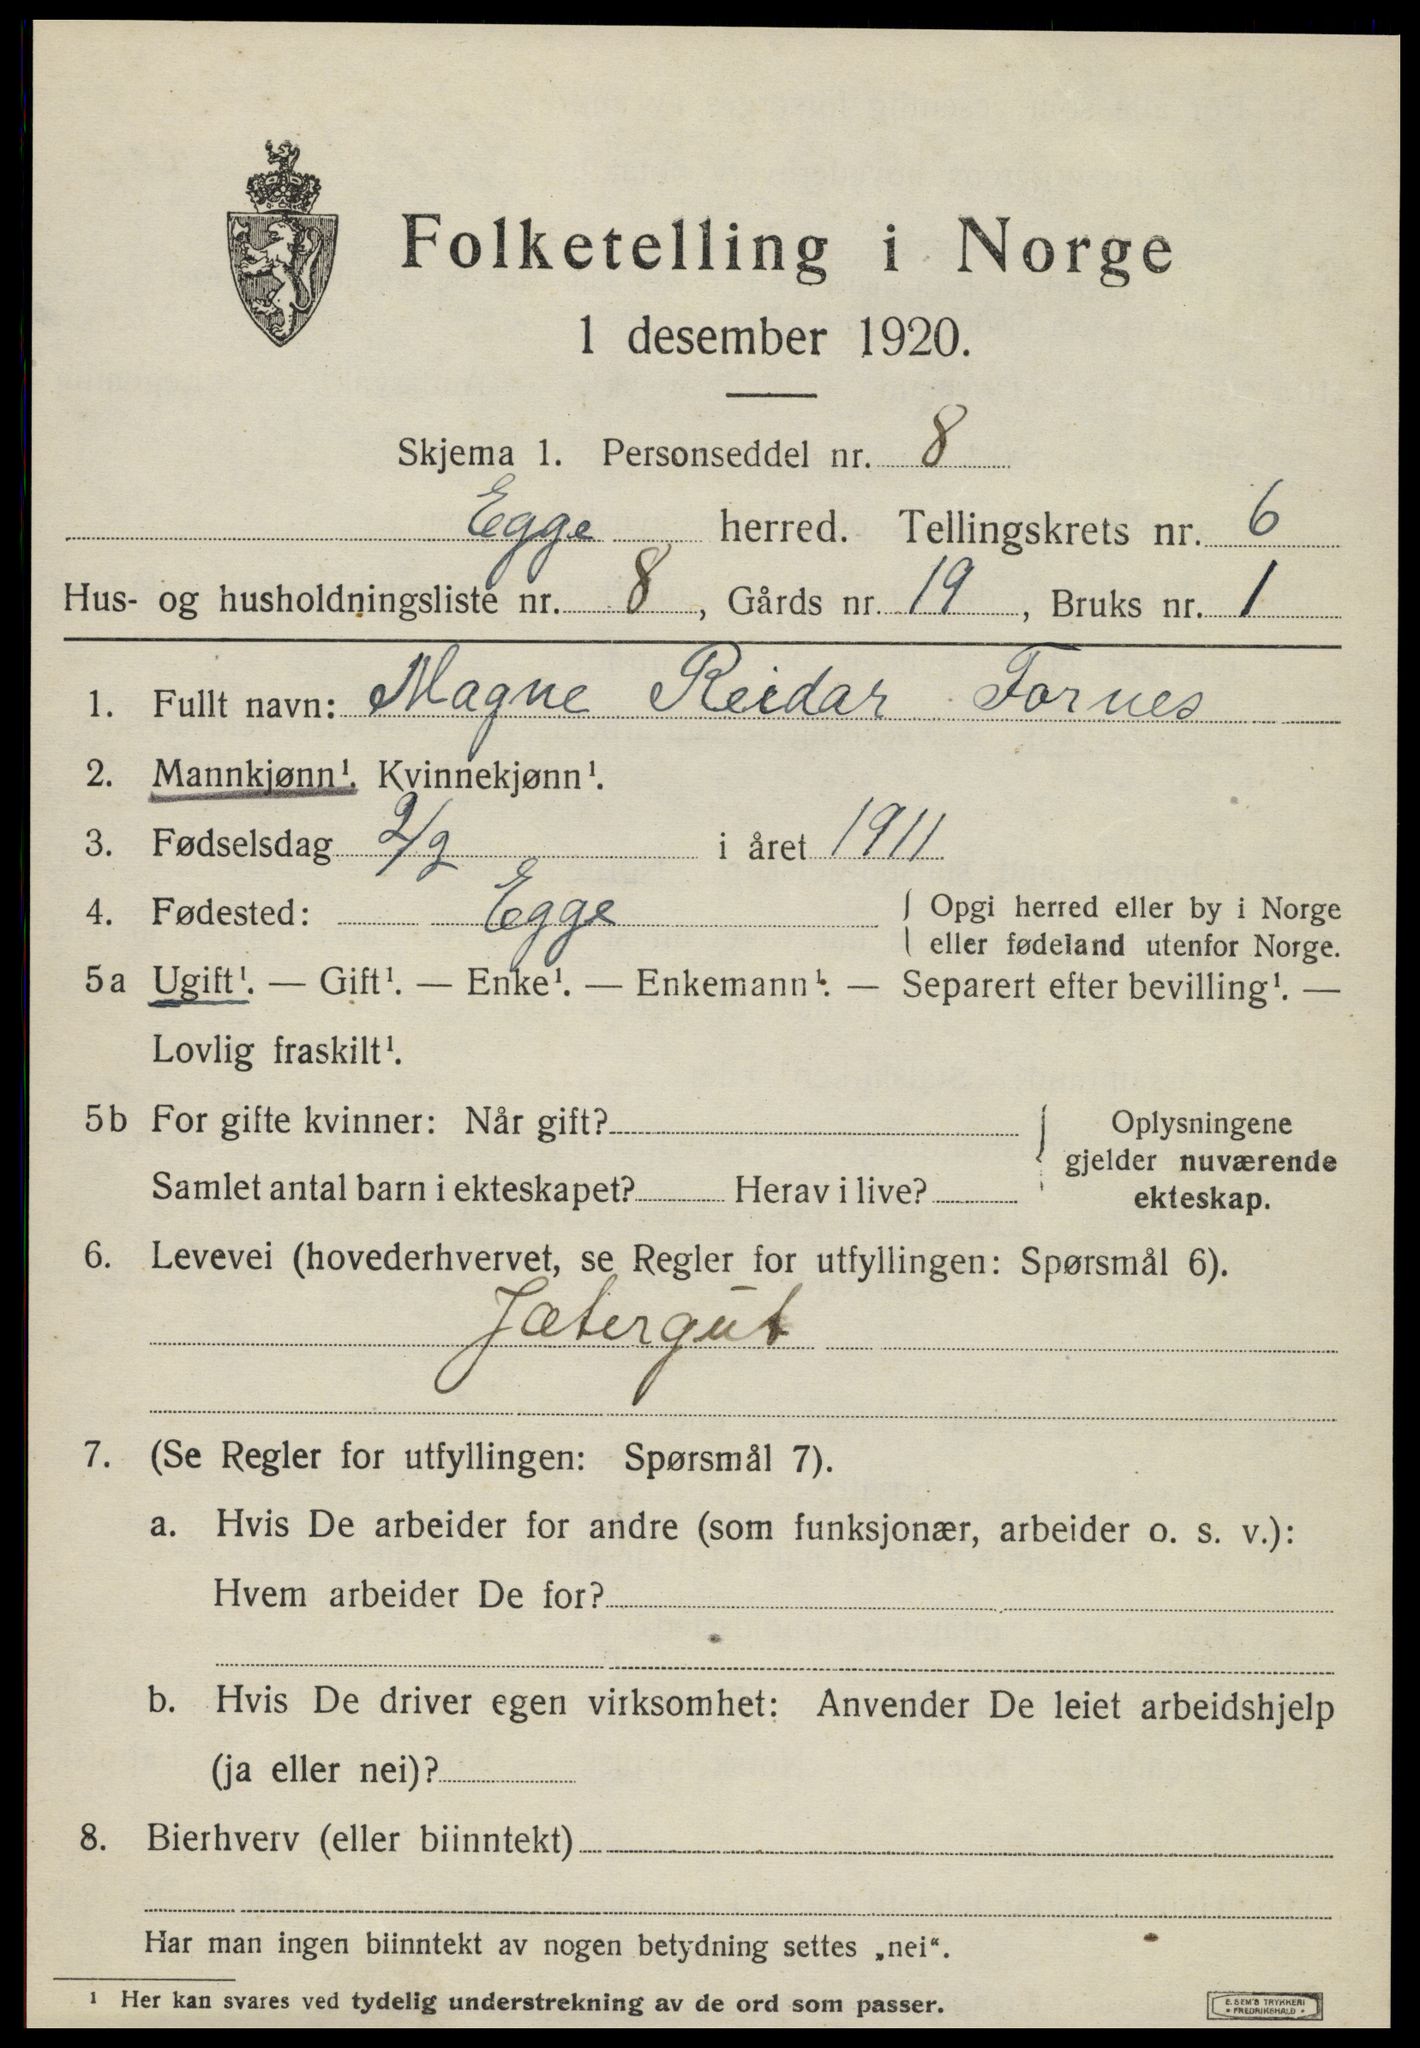 Folketelling i Norge
1 desember 1920.
Skjema 1. Personseddel nr. 8
Egge herred. Tellingskrets nr. 6
Hus- og husholdningsliste nr. 8, Gårds nr. 19, Bruks nr. 1
1. Fullt navn: Magne Reidar Fornes
2. Mannkjønn¹. Kvinnekjønn¹.
3. Fødselsdag 2/2 i året 1911
4. Fødested: Egge { Opgi herred eller by i Norge
eller fødeland utenfor Norge.
5a Ugift¹. — Gift¹. — Enke¹. — Enkemann¹. — Separert efter bevilling¹. —
Lovlig fraskilt¹.
5b For gifte kvinner: Når gift? { Oplysningene
gjelder nuværende
Samlet antal barn i ekteskapet? Herav i live? ekteskap.
6. Levevei (hovederhvervet, se Regler for utfyllingen: Spørsmål 6).
Jætergut
7. (Se Regler for utfyllingen: Spørsmål 7).
a. Hvis De arbeider for andre (som funksjonær, arbeider o. s. v.):
Hvem arbeider De for?
b. Hvis De driver egen virksomhet: Anvender De leiet arbeidshjelp
(ja eller nei)?
8. Bierhverv (eller biinntekt)
Har man ingen biinntekt av nogen betydning settes „nei“.
¹ Her kan svares ved tydelig understrekning av de ord som passer.
E. SEM'S TRYKKERI
• FREDRIKSHALD •